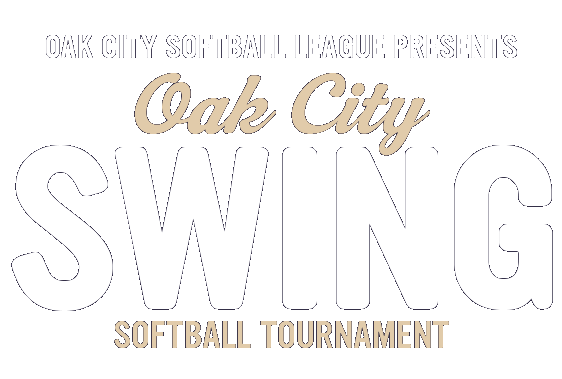 OAK CITY SOFTBALL LEAGUE PRESENTS
Oak City
SWING
SOFTBALL TOURNAMENT